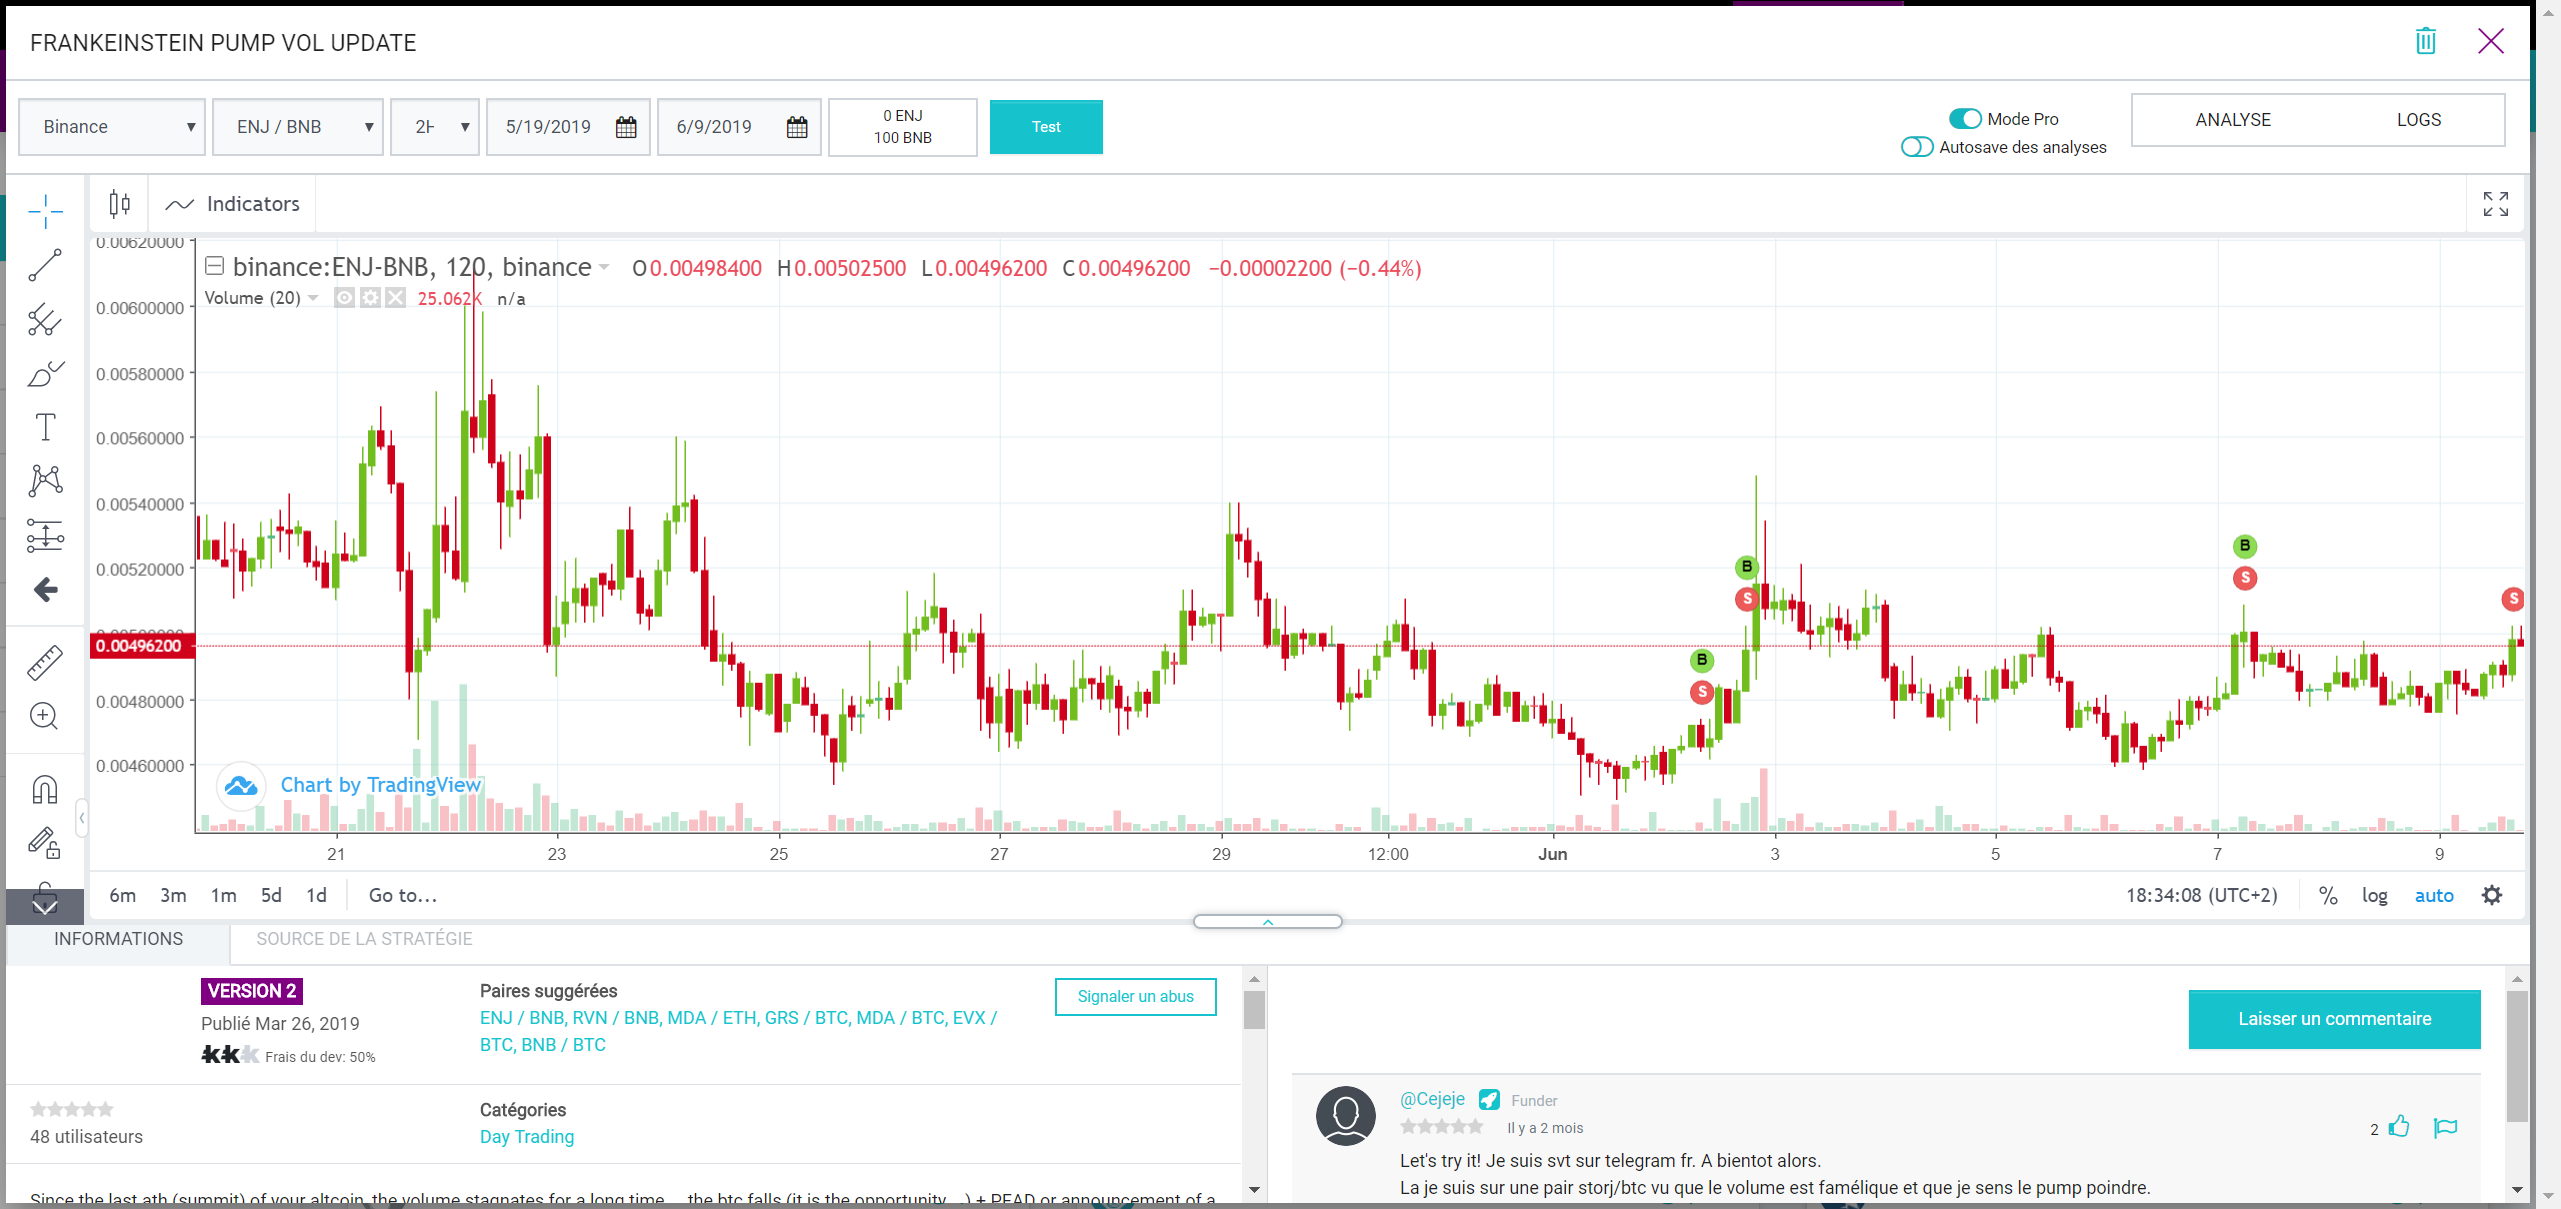 FRANKEINSTEIN PUMP VOL UPDATE
Binance ENJ / BNB 2H 5/19/2019 6/9/2019
0 ENJ
100 BNB
Test
Mode Pro
Autosave des analyses
ANALYSE LOGS
Indicators
binance:ENJ-BNB, 120, binance O0.00498400 H0.00502500 L0.00496200 C0.00496200 −0.00002200 (−0.44%)
Volume (20) 25.062K n/a
0.00620000
0.00600000
0.00580000
0.00560000
0.00540000
0.00520000
0.00500000
0.00496200
0.00480000
0.00460000
B
S
B
S
B
S
S
Chart by TradingView
21 23 25 27 29 12:00 Jun 3 5 7 9
6m 3m 1m 5d 1d Go to... 18:34:08 (UTC+2) % log auto
INFORMATIONS SOURCE DE LA STRATÉGIE
VERSION 2
Publié Mar 26, 2019
Frais du dev: 50%
Paires suggérées
ENJ / BNB, RVN / BNB, MDA / ETH, GRS / BTC, MDA / BTC, EVX /
BTC, BNB / BTC
Signaler un abus
48 utilisateurs
Catégories
Day Trading
Since the last ath (summit) of your altcoin, the volume stagnates for a long time ... the btc falls (it is the opportunity ...) + PEAD or announcement of a
Laisser un commentaire
@Cejeje Funder
Il y a 2 mois
2
Let's try it! Je suis svt sur telegram fr. A bientot alors.
La je suis sur une pair storj/btc vu que le volume est famélique et que je sens le pump poindre.